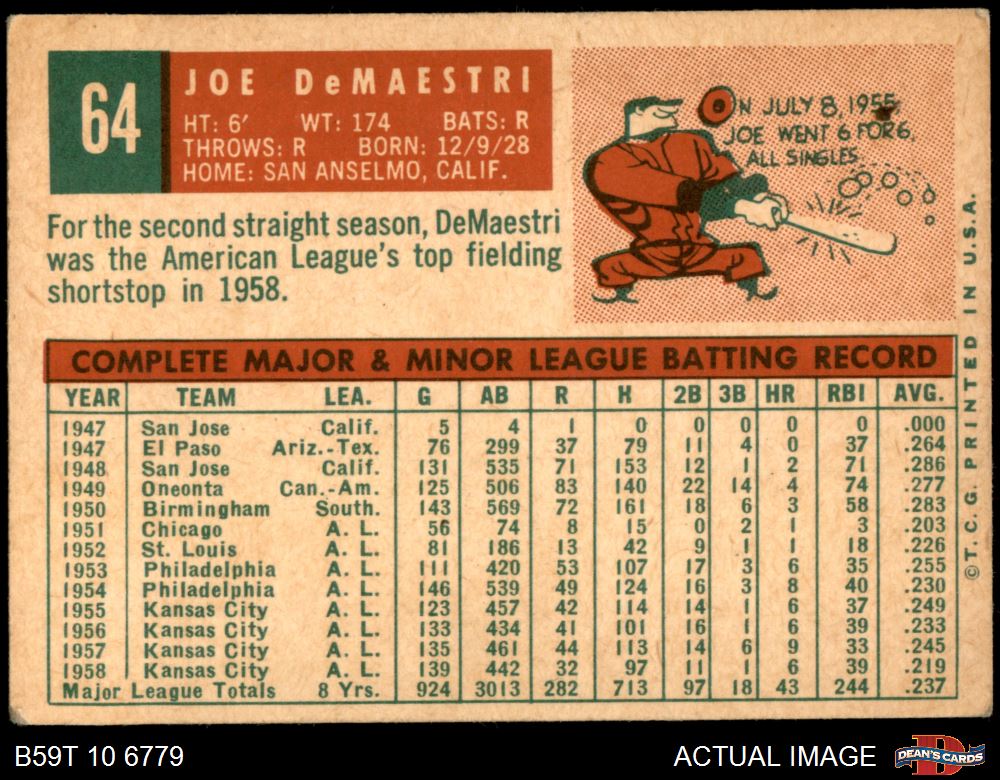 64
JOE DeMAESTRI
HT: 6' WT: 174 BATS: R
THROWS: R BORN: 12/9/28
HOME: SAN ANSELMO, CALIF.
ON JULY 8, 1955,
JOE WENT 6 FOR 6,
ALL SINGLES
For the second straight season, DeMaestri
was the American League's top fielding
shortstop in 1958.
COMPLETE MAJOR & MINOR LEAGUE BATTING RECORD
YEAR TEAM LEA. G AB R H 2B 3B HR RBI AVG.
1947 San Jose Calif. 5 4 1 0 0 0 0 0 .000
1947 El Paso Ariz.-Tex. 76 299 37 79 11 4 0 37 .264
1948 San Jose Calif. 131 535 71 153 12 1 2 71 .286
1949 Oneonta Can.-Am. 125 506 83 140 22 14 4 74 .277
1950 Birmingham South. 143 569 72 161 18 6 3 58 .283
1951 Chicago A. L. 56 74 8 15 0 2 1 3 .203
1952 St. Louis A. L. 81 186 13 42 9 1 1 18 .226
1953 Philadelphia A. L. 111 420 53 107 17 3 6 35 .255
1954 Philadelphia A. L. 146 539 49 124 16 3 8 40 .230
1955 Kansas City A. L. 123 457 42 114 14 1 6 37 .249
1956 Kansas City A. L. 133 434 41 101 16 1 6 39 .233
1957 Kansas City A. L. 135 461 44 113 14 6 9 33 .245
1958 Kansas City A. L. 139 442 32 97 11 1 6 39 .219
Major League Totals 8 Yrs. 924 3013 282 713 97 18 43 244 .237
© T. C. G. PRINTED IN U. S. A.
B59T 10 6779
ACTUAL IMAGE
D
DEAN'S CARDS